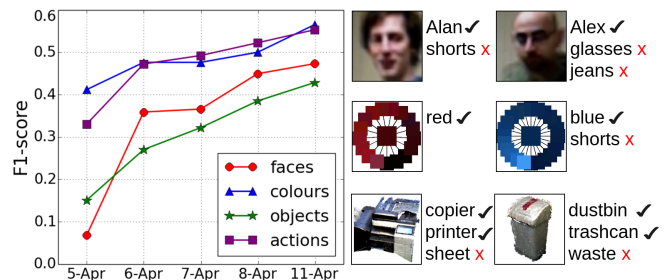 0.6
0.5
0.4
0.3
0.2
0.1
0.0
F1-score
5-Apr 6-Apr 7-Apr 8-Apr 11-Apr
faces
colours
objects
actions
Alan ✓
shorts x
Alex ✓
glasses x
jeans x
red ✓
blue ✓
shorts x
copier ✓
printer ✓
sheet x
dustbin ✓
trashcan ✓
waste x